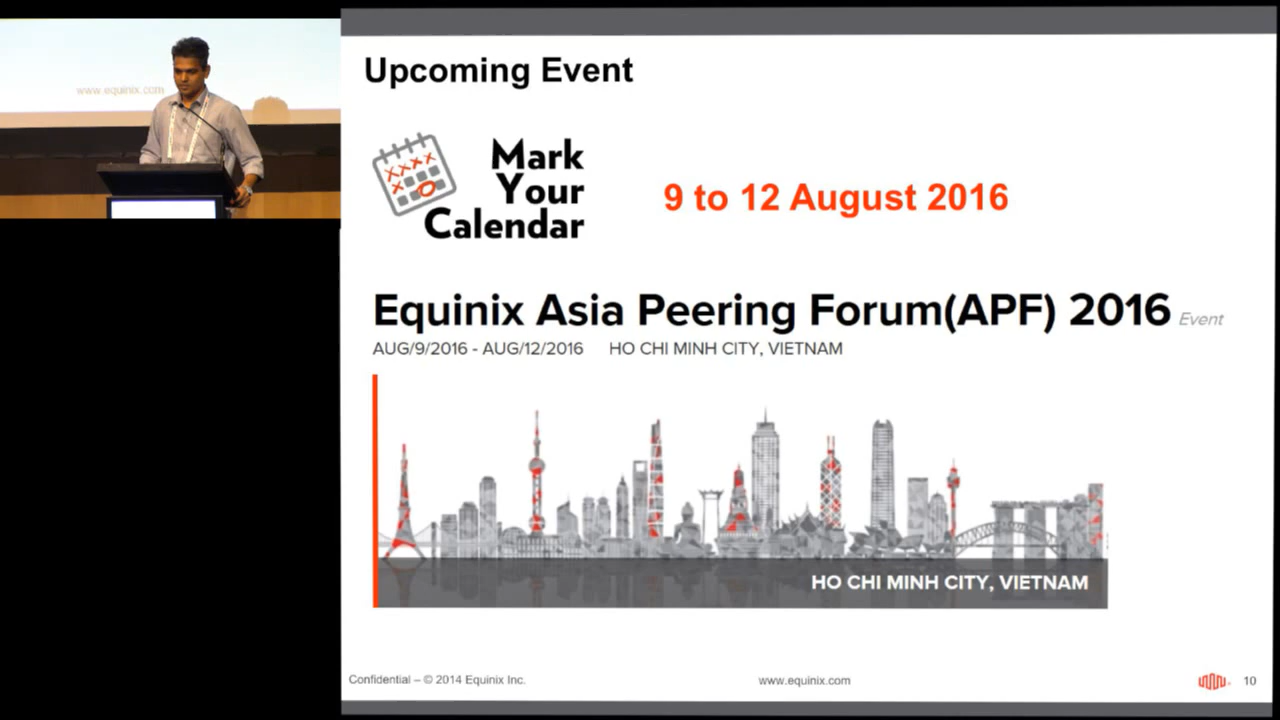 www.equinix.com
Upcoming Event
Mark
Your
Calendar
9 to 12 August 2016
Equinix Asia Peering Forum(APF) 2016 Event
AUG/9/2016 - AUG/12/2016 HO CHI MINH CITY, VIETNAM
HO CHI MINH CITY, VIETNAM
Confidential – © 2014 Equinix Inc.
www.equinix.com
10